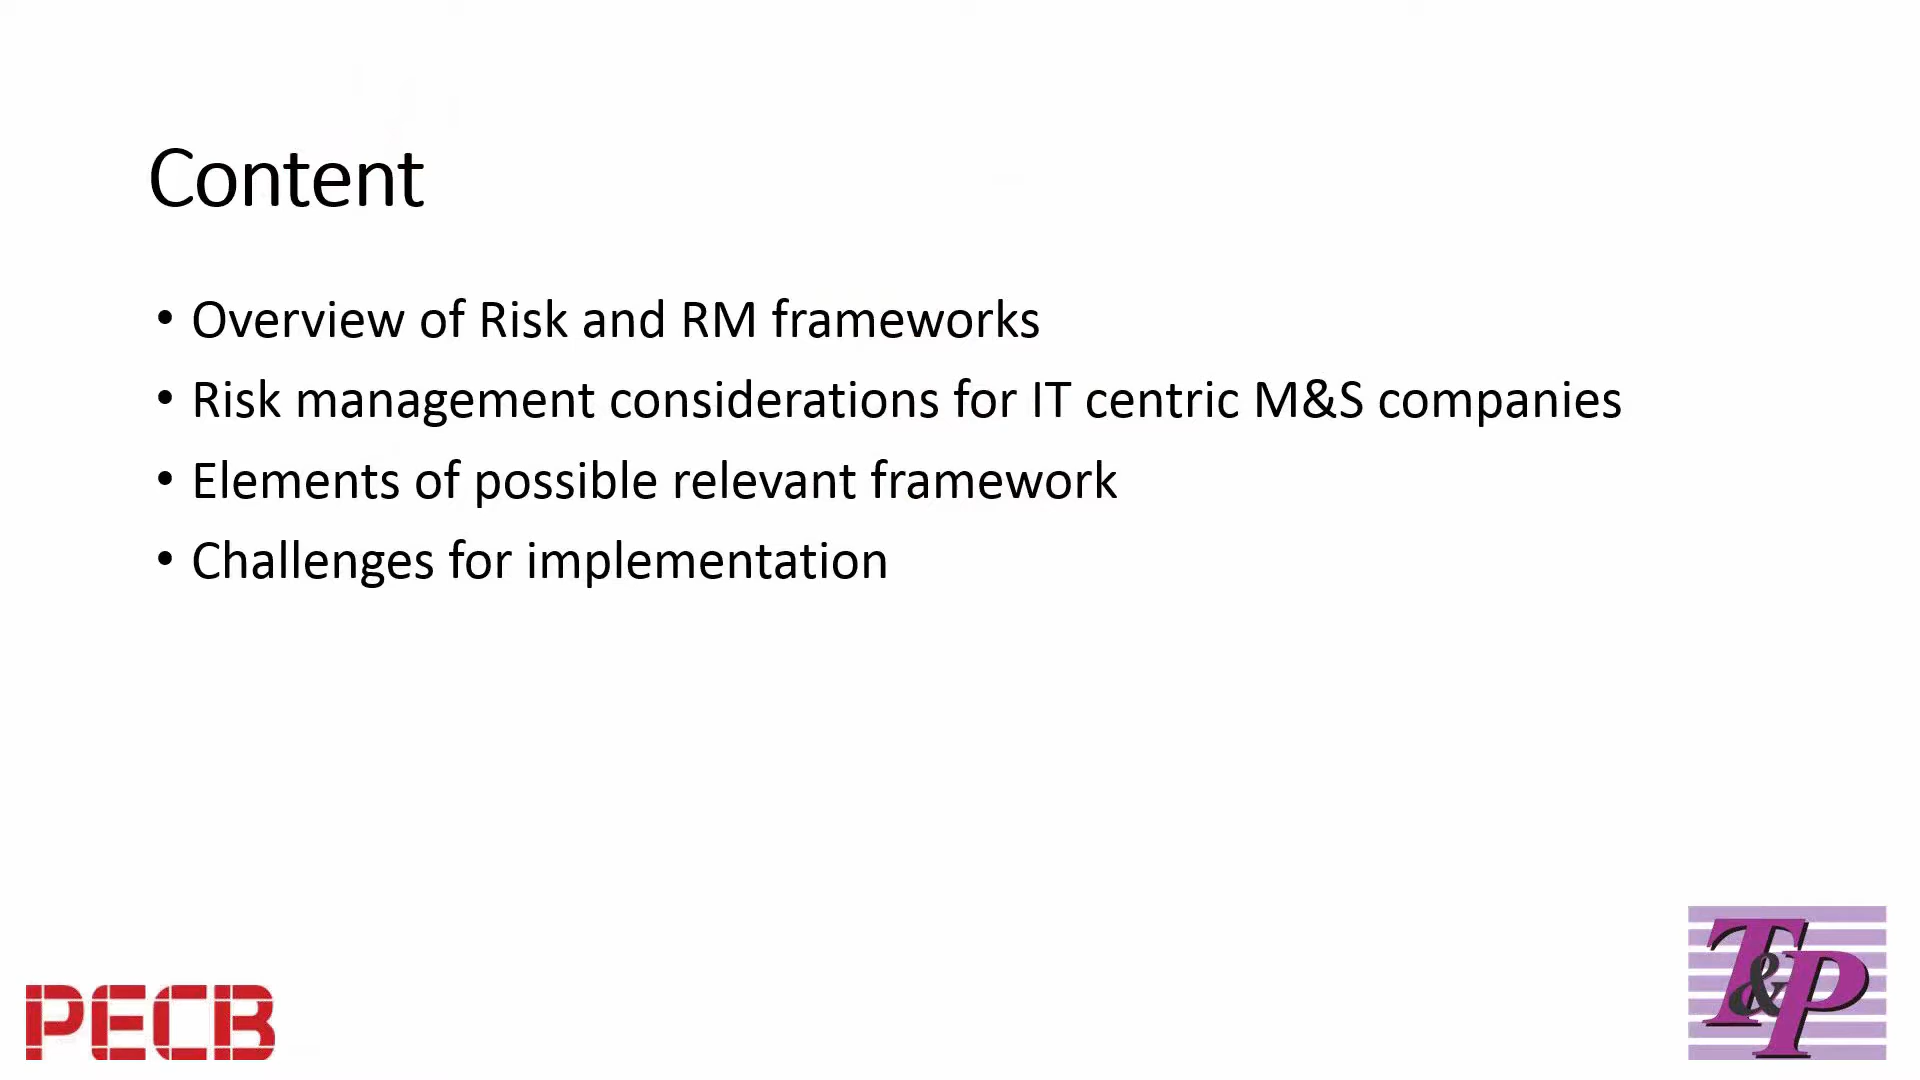 Content
• Overview of Risk and RM frameworks
• Risk management considerations for IT centric M&S companies
• Elements of possible relevant framework
• Challenges for implementation
PECB
T&P